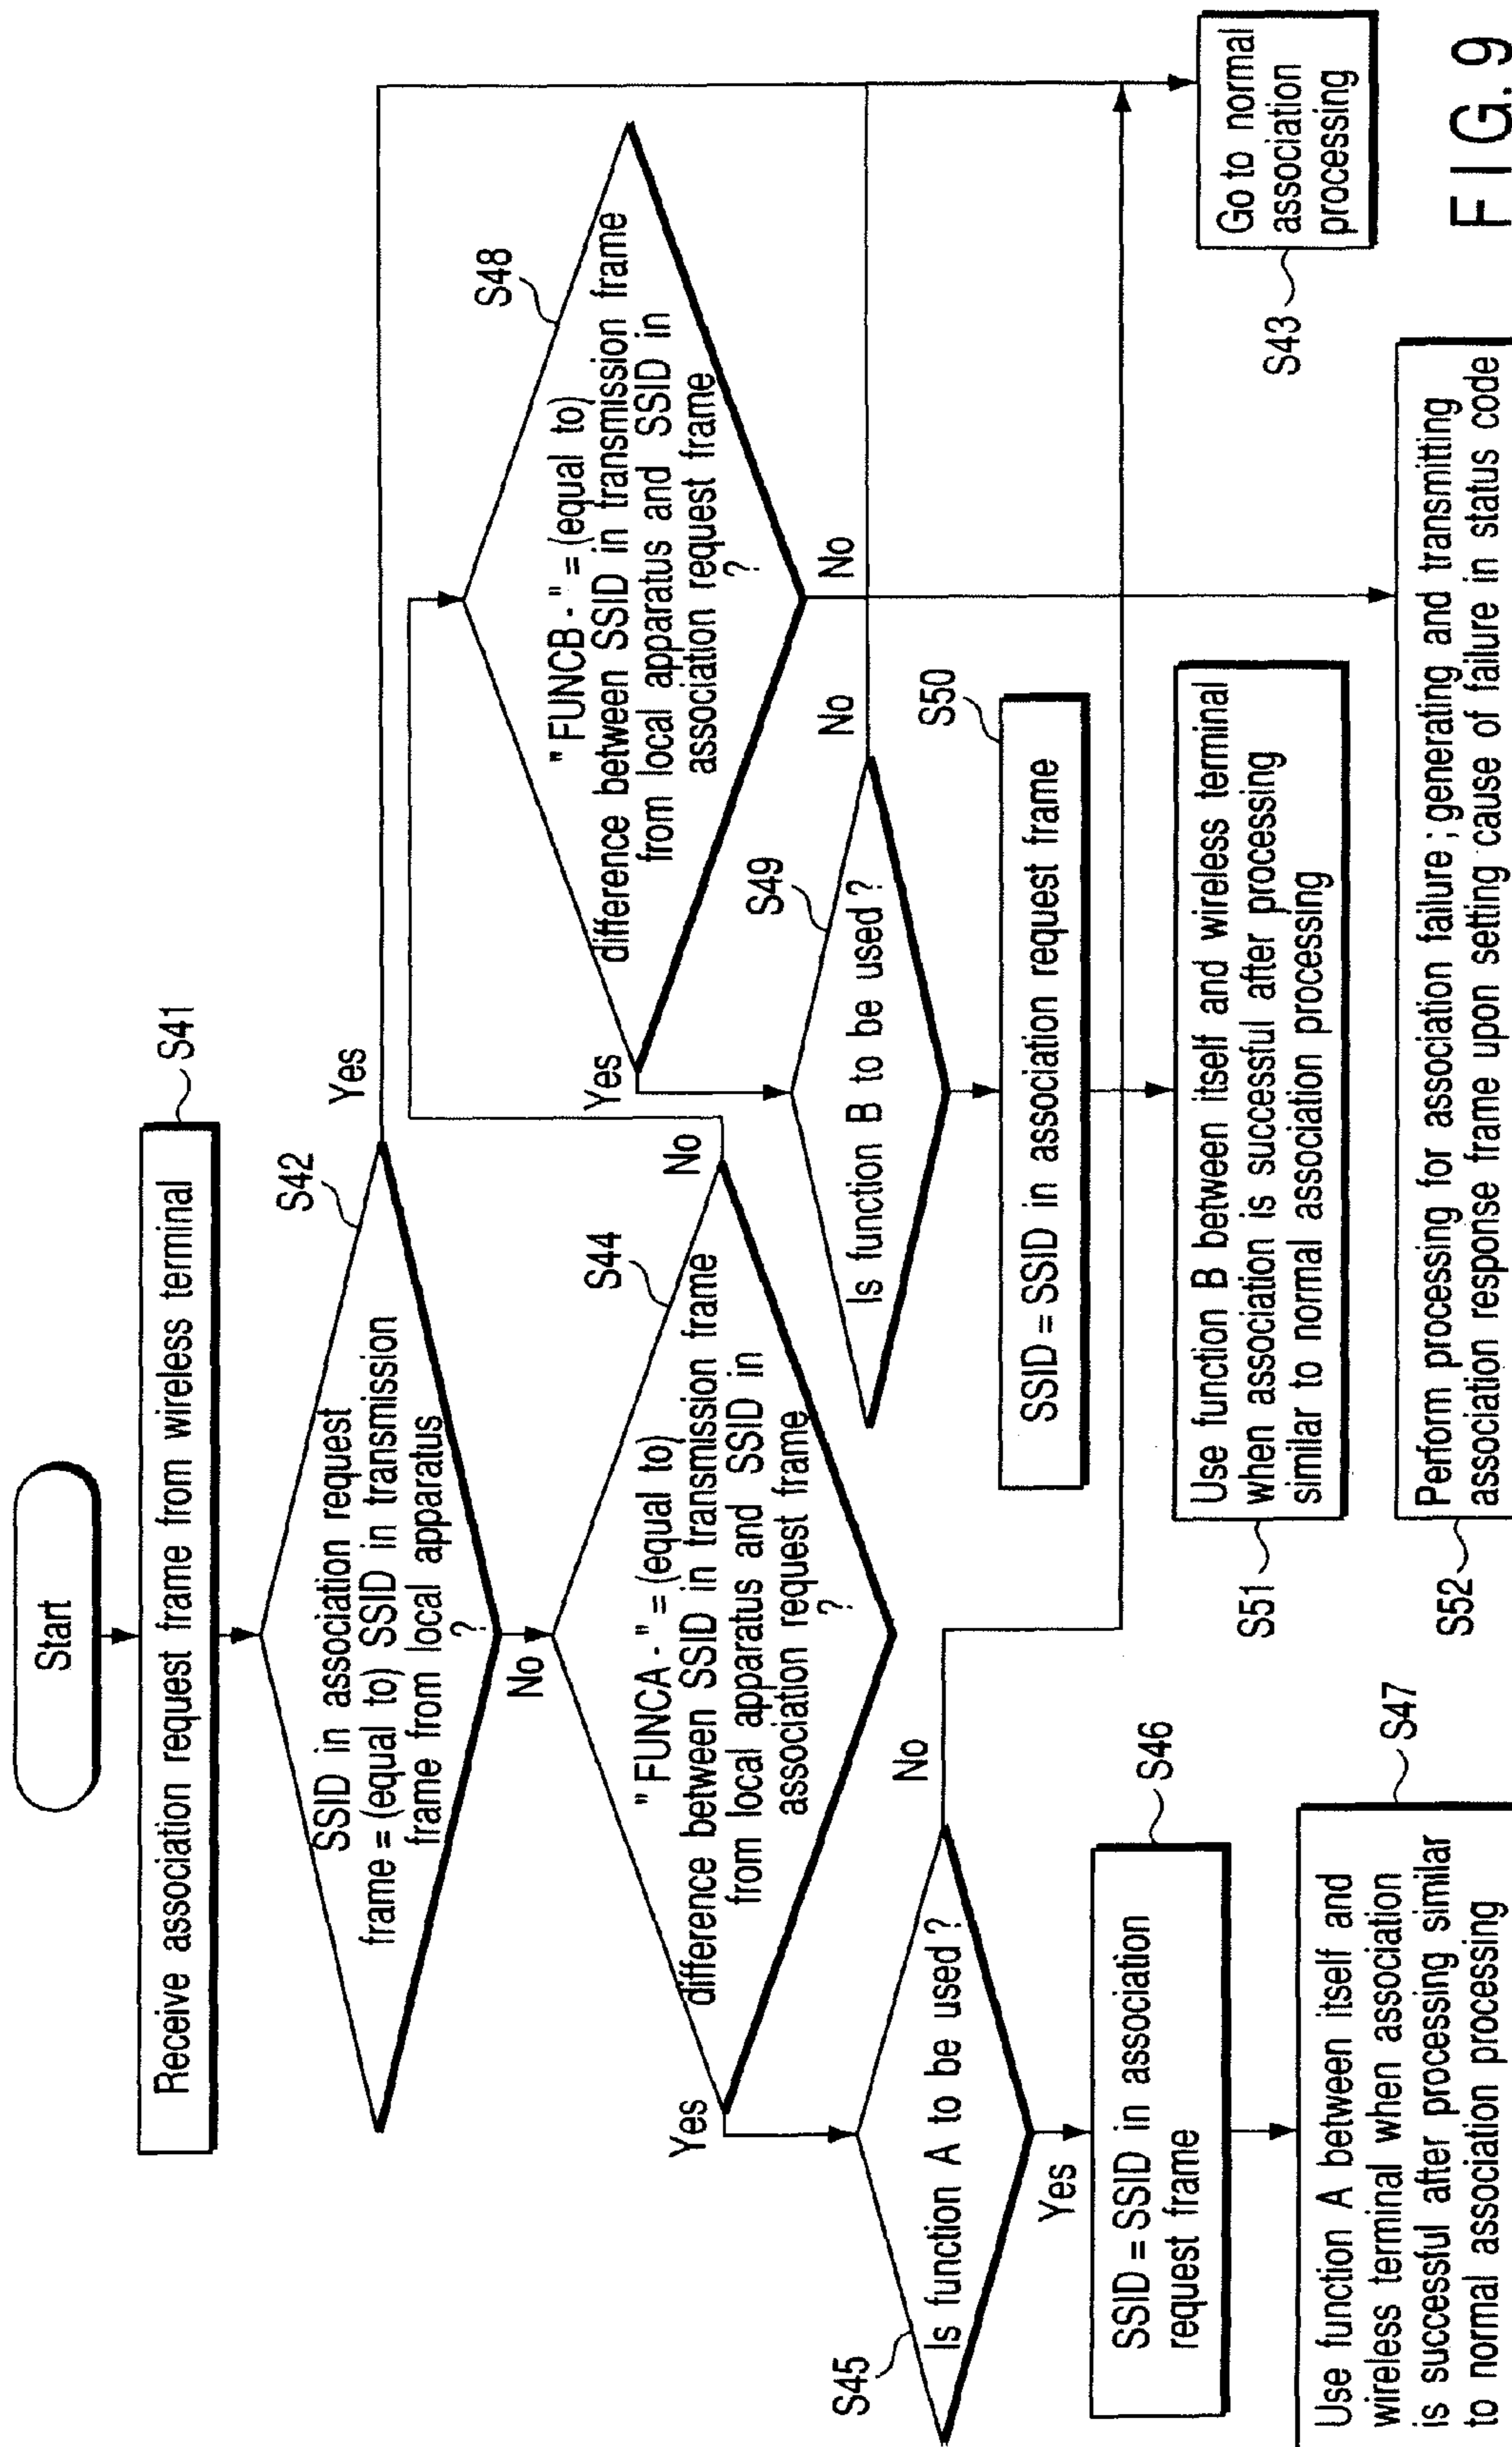 Start
Receive association request frame from wireless terminal
S41
S42
SSID in association request
frame = (equal to) SSID in transmission
frame from local apparatus
?
Yes
No
S44
" FUNCA - " = (equal to)
difference between SSID in transmission frame
from local apparatus and SSID in
association request frame
?
Yes
No
S45
Is function A to be used ?
No
Yes
SSID = SSID in association
request frame
S46
Use function A between itself and
wireless terminal when association
is successful after processing similar
to normal association processing
S47
S48
" FUNCB - " = (equal to)
difference between SSID in transmission frame
from local apparatus and SSID in
association request frame
?
Yes
No
S49
Is function B to be used ?
No
SSID = SSID in association request frame
S50
Use function B between itself and wireless terminal
when association is successful after processing
similar to normal association processing
S51
Perform processing for association failure ; generating and transmitting
association response frame upon setting cause of failure in status code
S52
Go to normal
association
processing
S43
FIG. 9